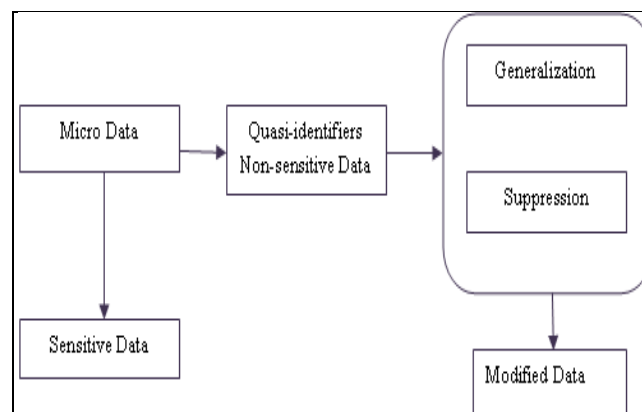 Generalization
Micro Data
Quasi-identifiers
Non-sensitive Data
Suppression
Sensitive Data
Modified Data